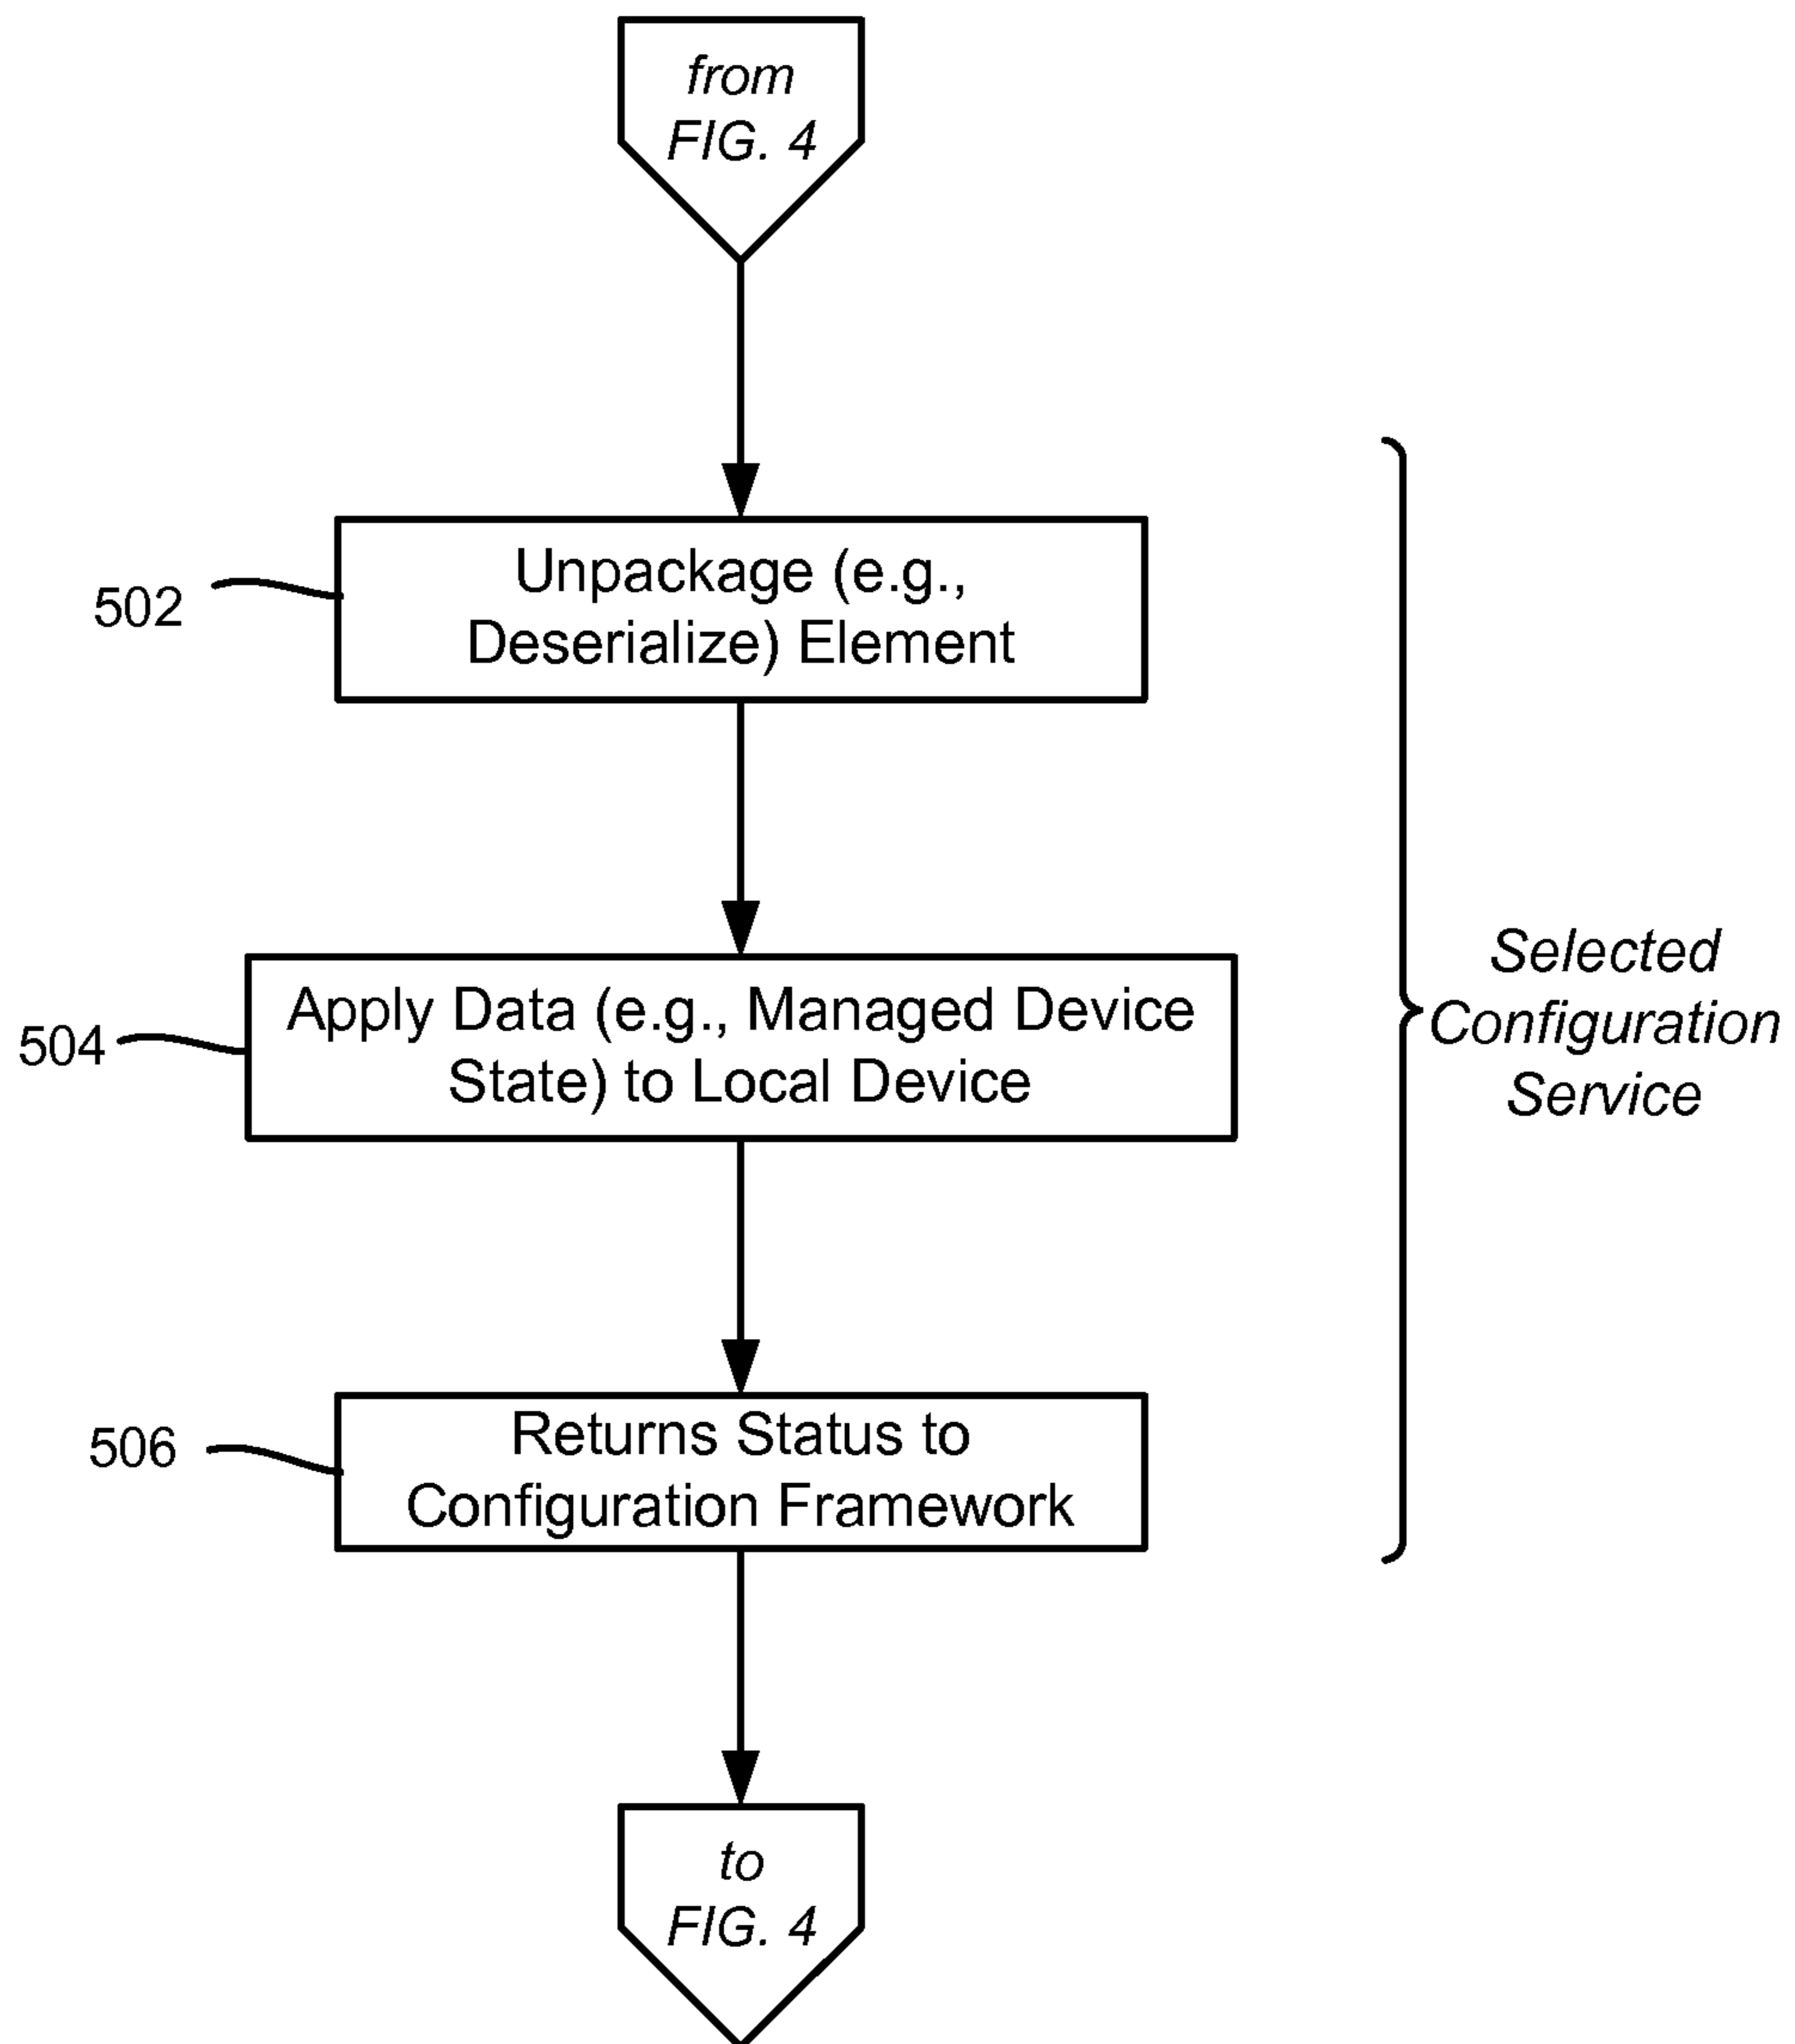 from
FIG. 4
502
Unpackage (e.g.,
Deserialize) Element
504
Apply Data (e.g., Managed Device
State) to Local Device
Selected
Configuration
Service
506
Returns Status to
Configuration Framework
to
FIG. 4